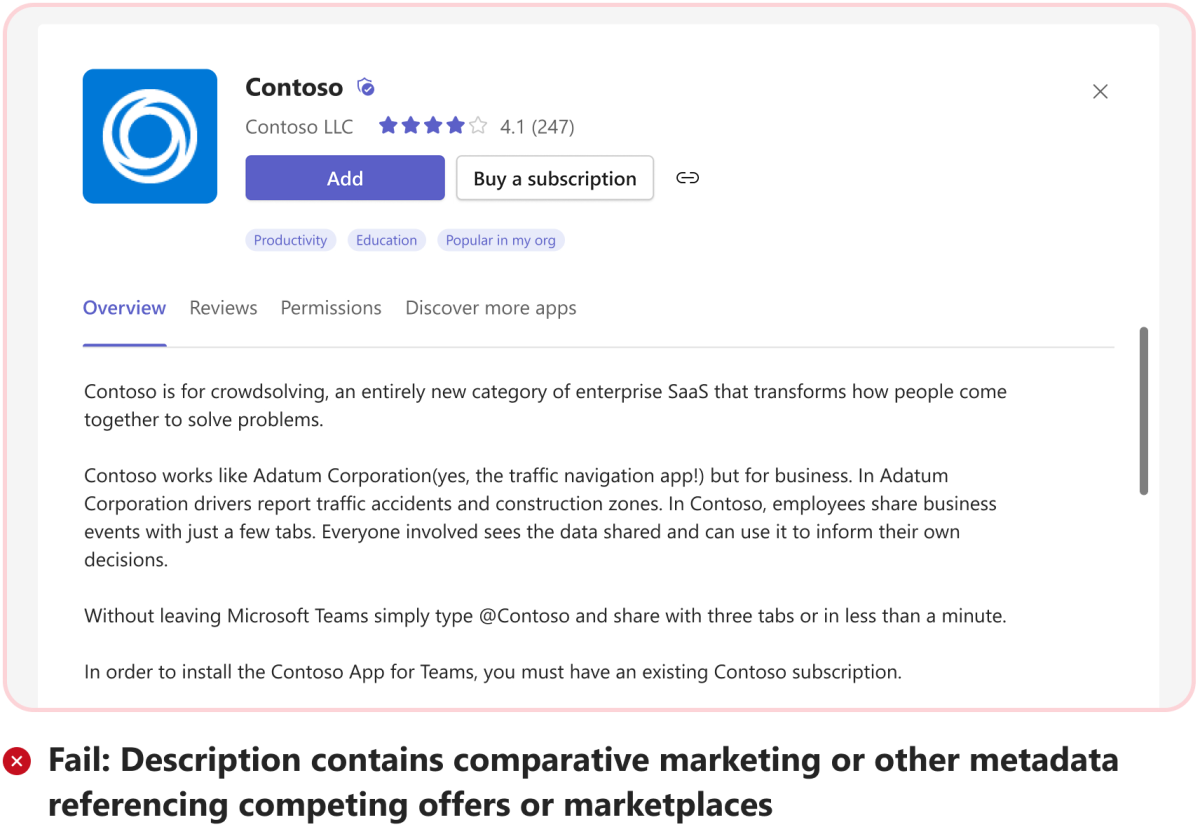 Contoso
Contoso LLC 4.1 (247)
Add Buy a subscription
Productivity Education Popular in my org
Overview Reviews Permissions Discover more apps
Contoso is for crowdsolving, an entirely new category of enterprise SaaS that transforms how people come
together to solve problems.
Contoso works like Adatum Corporation(yes, the traffic navigation app!) but for business. In Adatum
Corporation drivers report traffic accidents and construction zones. In Contoso, employees share business
events with just a few tabs. Everyone involved sees the data shared and can use it to inform their own
decisions.
Without leaving Microsoft Teams simply type @Contoso and share with three tabs or in less than a minute.
In order to install the Contoso App for Teams, you must have an existing Contoso subscription.
Fail: Description contains comparative marketing or other metadata
referencing competing offers or marketplaces